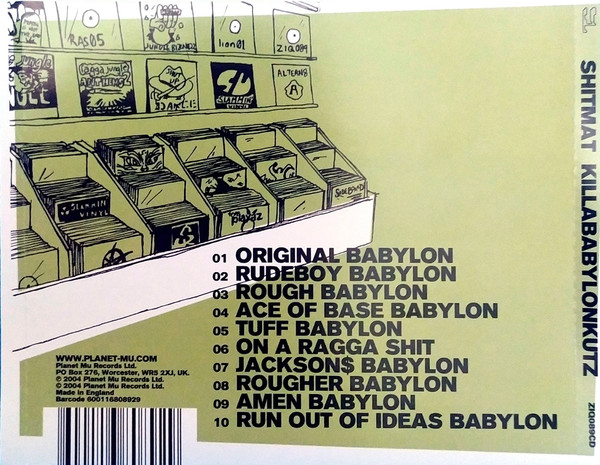 RAS05
lion01
ZIQ089
SLAMMIN'
VINYL
ALTERN8
A
SLAMMIN'
VINYL
01 ORIGINAL BABYLON
02 RUDEBOY BABYLON
03 ROUGH BABYLON
04 ACE OF BASE BABYLON
05 TUFF BABYLON
06 ON A RAGGA SHIT
07 JACKSON$ BABYLON
08 ROUGHER BABYLON
09 AMEN BABYLON
10 RUN OUT OF IDEAS BABYLON
WWW.PLANET-MU.COM
Planet Mu Records Ltd.
PO Box 276, Worcester, WR5 2XJ, UK.
℗ 2004 Planet Mu Records Ltd.
© 2004 Planet Mu Records Ltd.
Made in England
Barcode 600116808929
SHITMAT KILLABABYLONKUTZ
ZIQ089CD